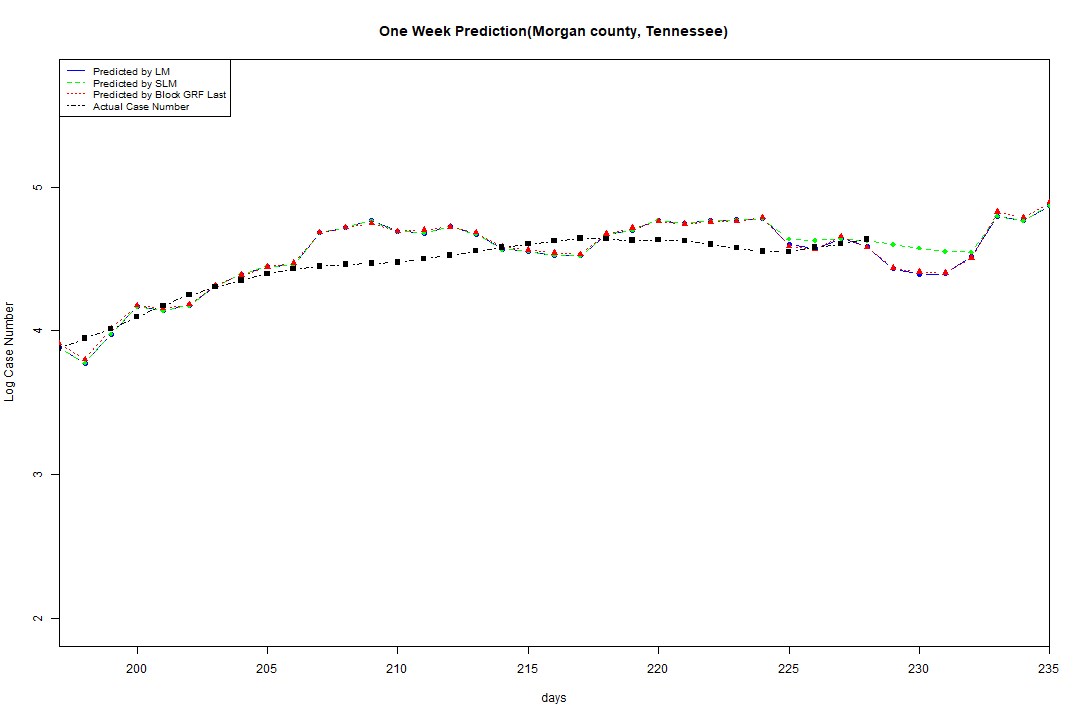 One Week Prediction(Morgan county, Tennessee)
Predicted by LM
Predicted by SLM
Predicted by Block GRF Last
Actual Case Number
5
4
3
2
Log Case Number
200 205 210 215 220 225 230 235
days